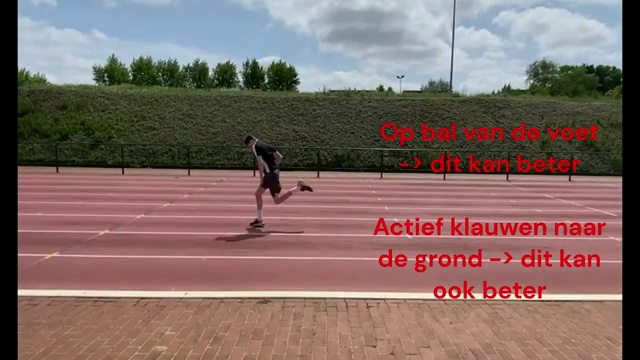 Op bal van de voet
-> dit kan beter
Actief klauwen naar
de grond -> dit kan
ook beter